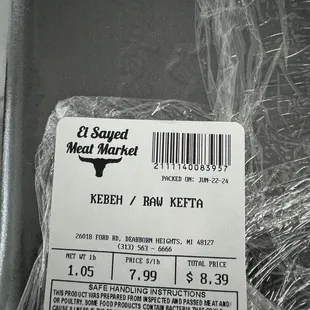 El Sayed
Meat Market
2111140083957
PACKED ON: JUN-22-24
KEBEH / RAW KEFTA
26018 FORD RD, DEARBORN HEIGHTS, MI 48127
(313) 563 - 6666
NET WT lb PRICE $/lb TOTAL PRICE
1.05 7.99 $ 8.39
SAFE HANDLING INSTRUCTIONS
THIS PRODUCT WAS PREPARED FROM INSPECTED AND PASSED MEAT AND/
OR POULTRY. SOME FOOD PRODUCTS CONTAIN BACTERIA THAT COULD